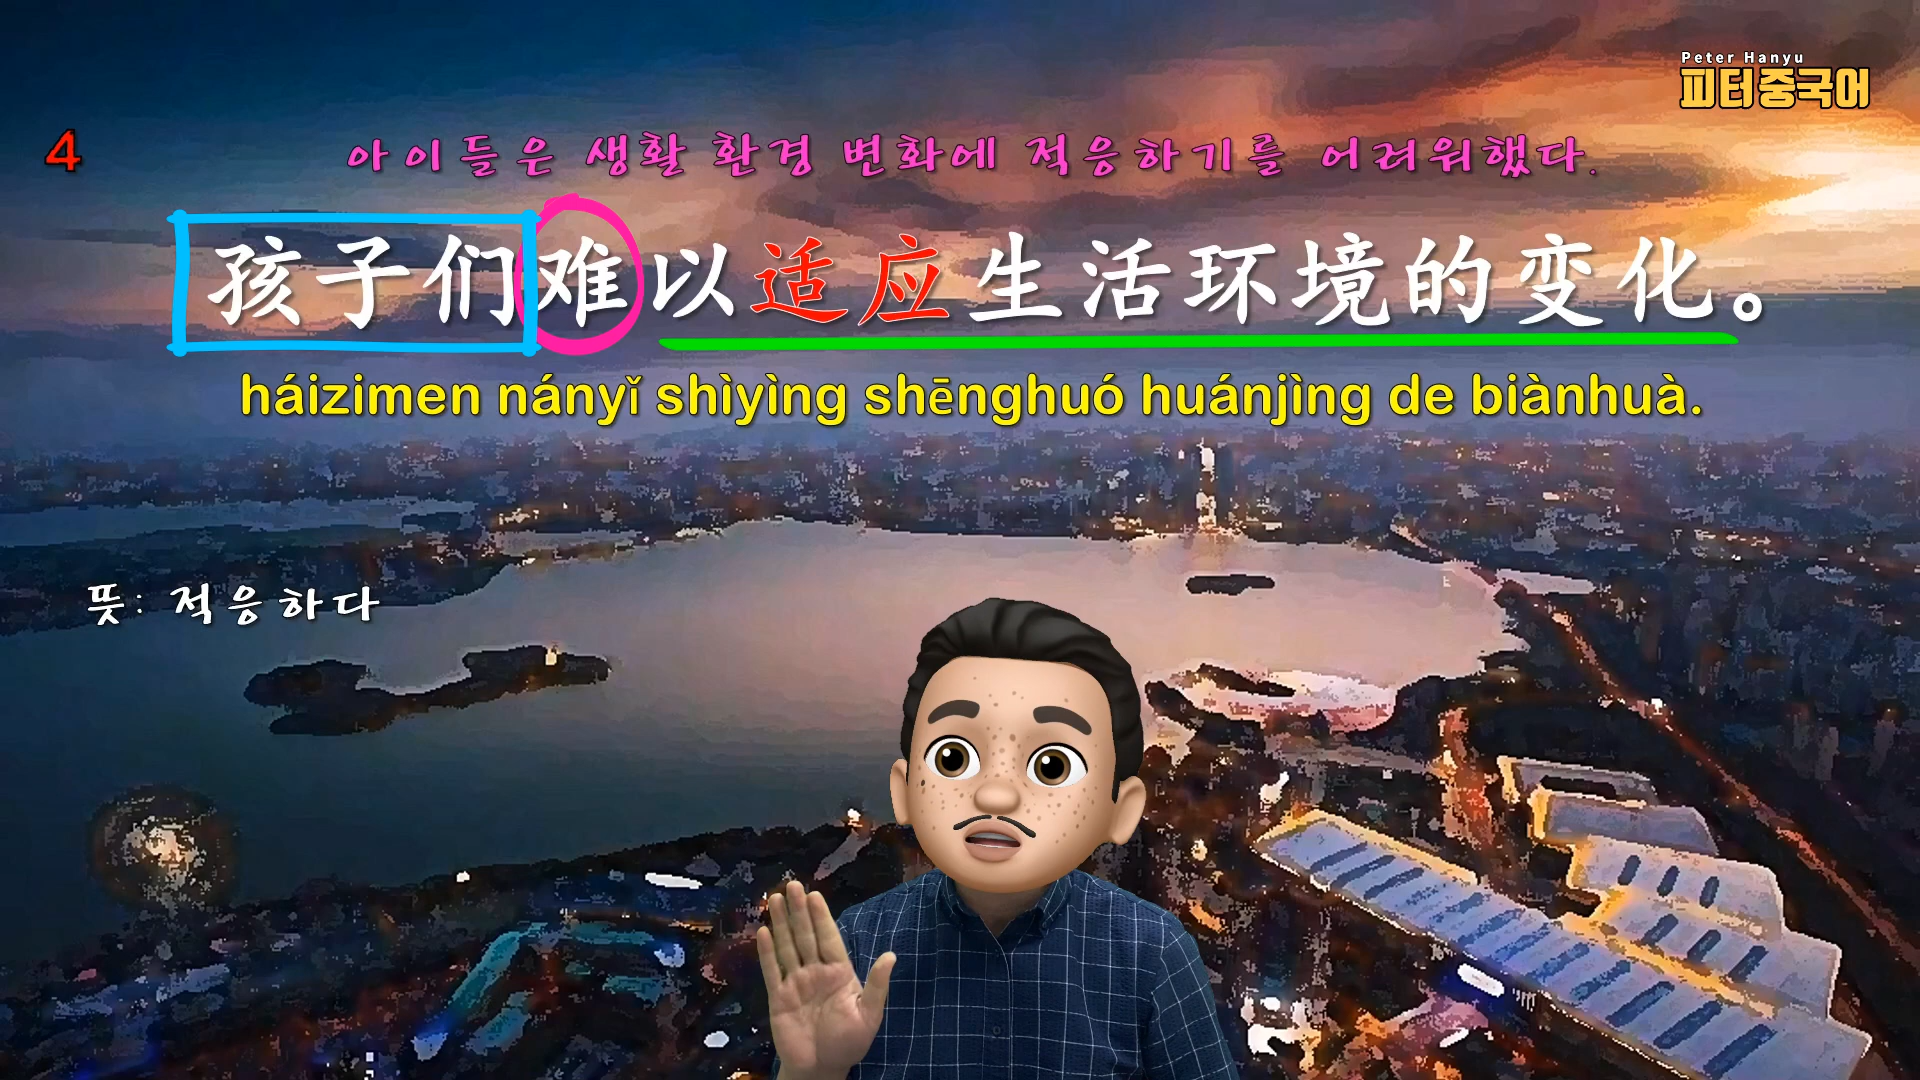 Peter Hanyu
피터 중국어
4
아이들은 생활 환경 변화에 적응하기를 어려워했다.
孩子们难以适应生活环境的变化。
háizimen nányǐ shìyìng shēnghuó huánjìng de biànhuà.
뜻: 적응하다